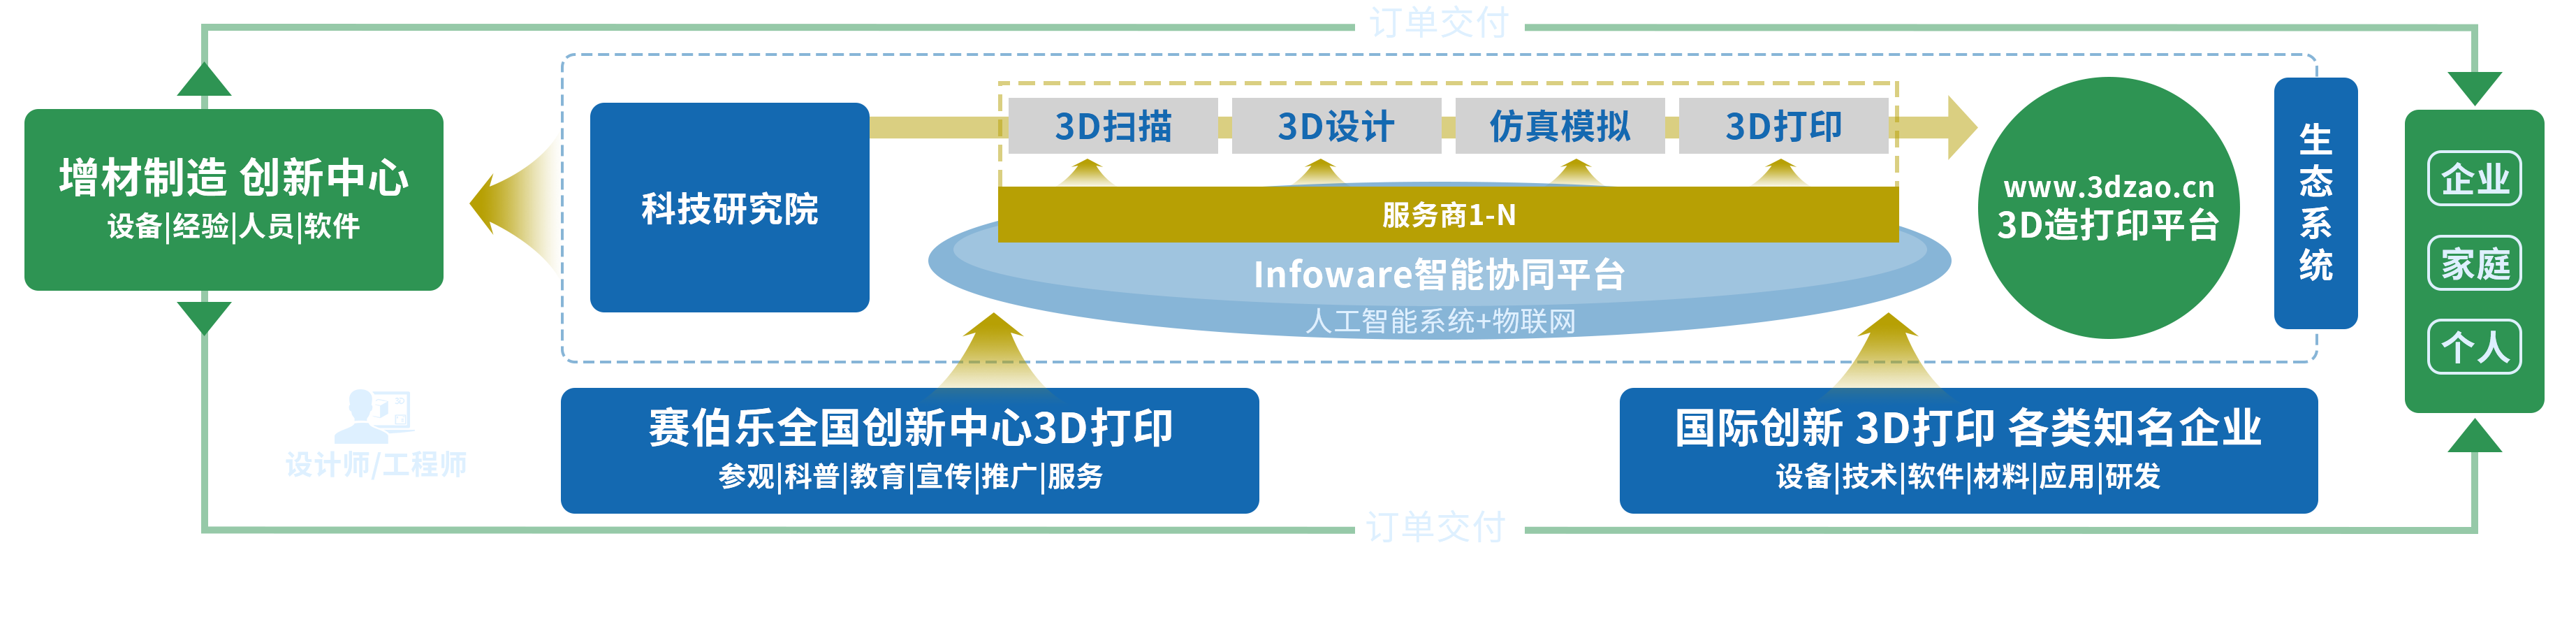 订单交付
增材制造 创新中心
设备|经验|人员|软件
科技研究院
3D扫描
3D设计
仿真模拟
3D打印
服务商1-N
Infoware智能协同平台
人工智能系统+物联网
www.3dzao.cn
3D造打印平台
生态系统
企业
家庭
个人
设计师/工程师
赛伯乐全国创新中心3D打印
参观|科普|教育|宣传|推广|服务
国际创新 3D打印 各类知名企业
设备|技术|软件|材料|应用|研发
订单交付